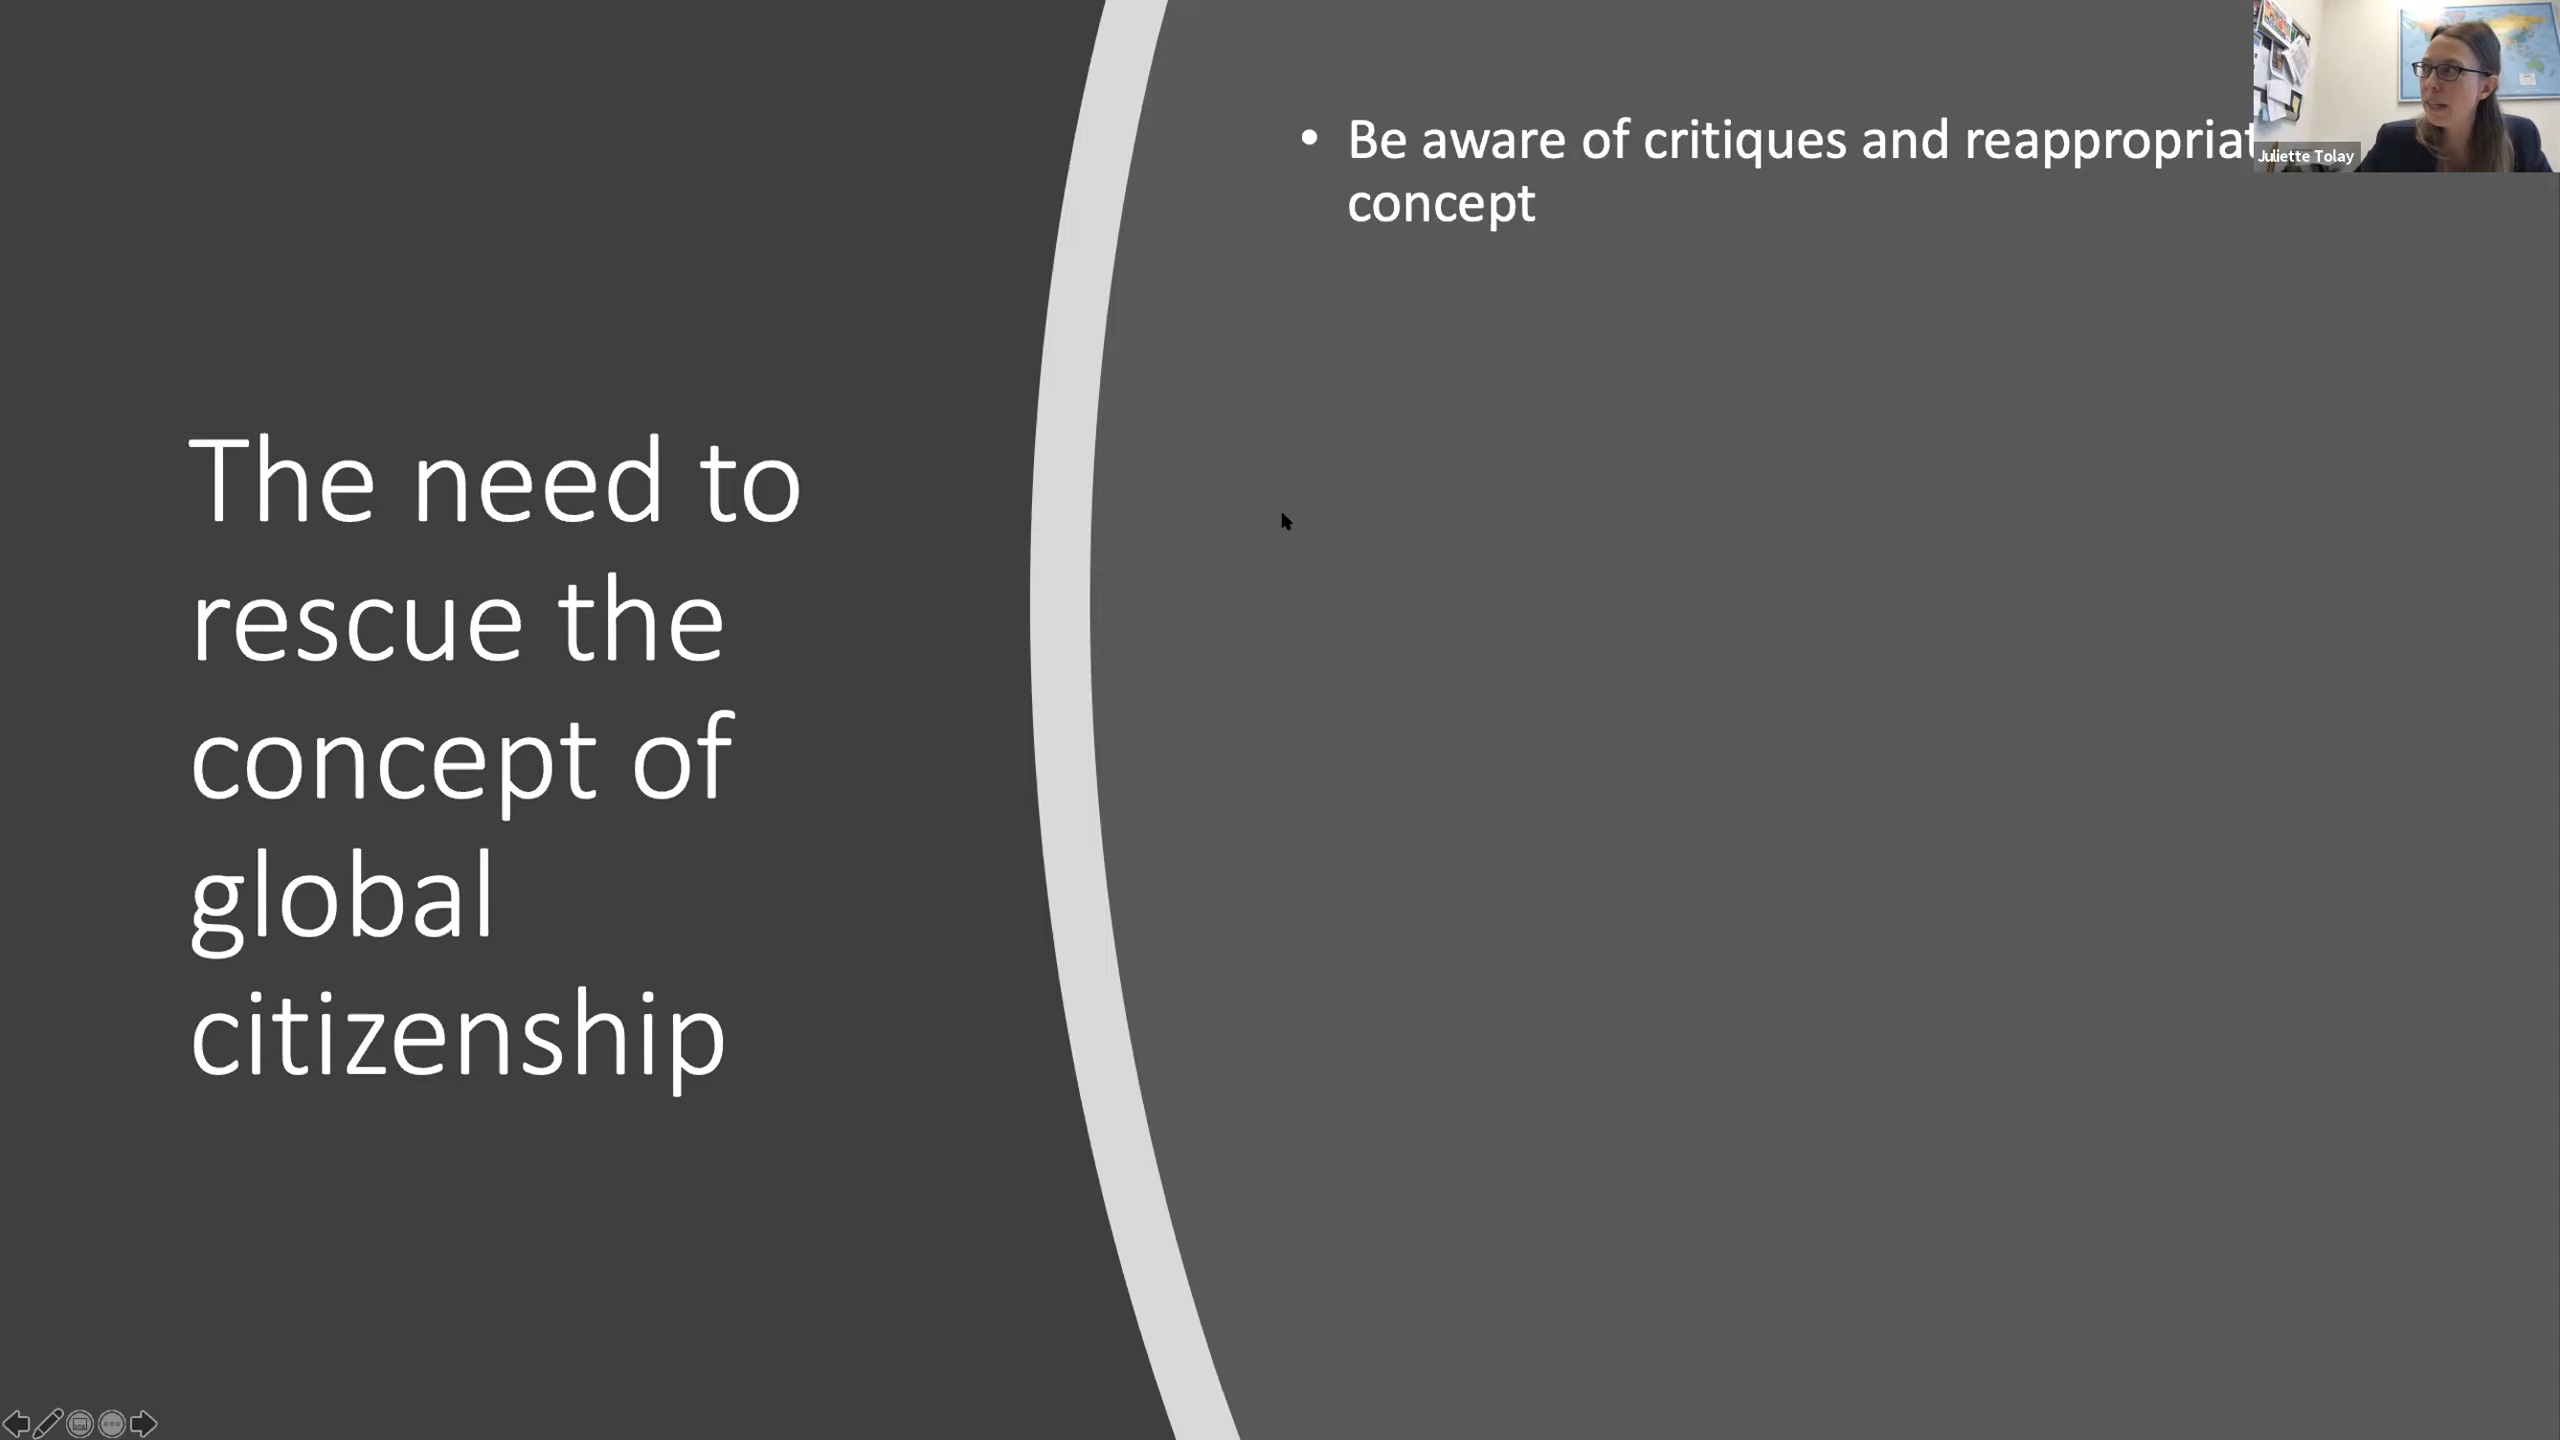 The need to
rescue the
concept of
global
citizenship
• Be aware of critiques and reappropriat
concept
Juliette Tolay